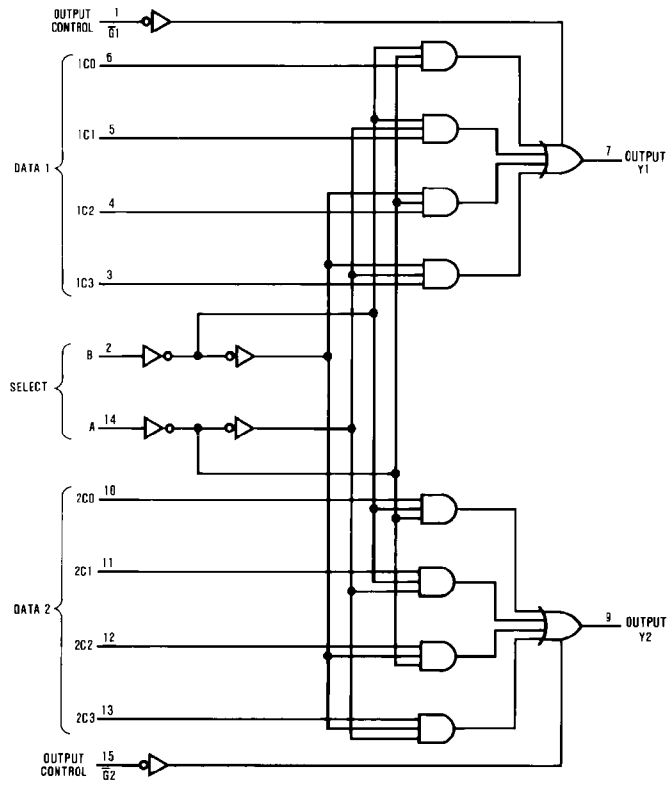 OUTPUT
CONTROL
1
G1
1C0 6
1C1 5
DATA 1
1C2 4
1C3 3
7 OUTPUT
Y1
B 2
SELECT
A 14
2C0 10
2C1 11
DATA 2
2C2 12
2C3 13
9 OUTPUT
Y2
OUTPUT
CONTROL
15
G2